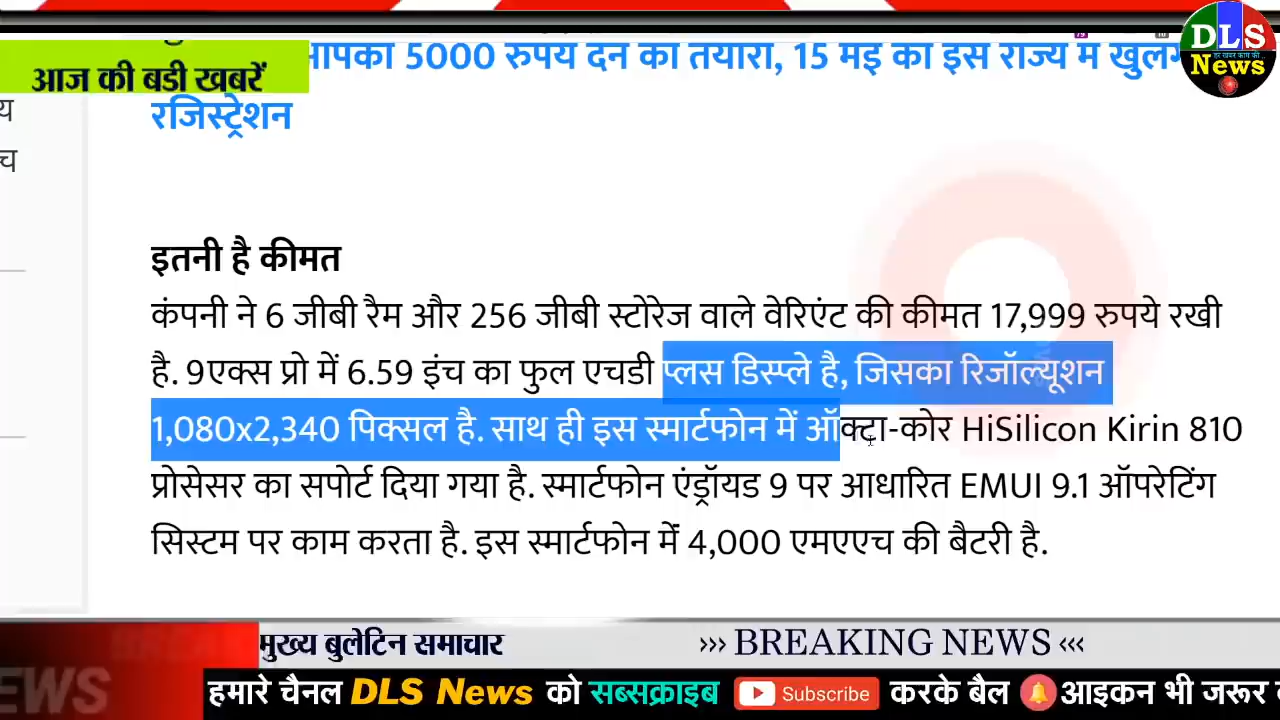 आज की बडी खबरें
5000 रुपये देने को तैयारी, 15 मई को इस राज्य में
DLS
News
रजिस्ट्रेशन
य
च
इतनी है कीमत
कंपनी ने 6 जीबी रैम और 256 जीबी स्टोरेज वाले वेरिएंट की कीमत 17,999 रुपये रखी
है. 9एक्स प्रो में 6.59 इंच का फुल एचडी प्लस डिस्प्ले है, जिसका रिजॉल्यूशन
1,080x2,340 पिक्सल है. साथ ही इस स्मार्टफोन में ऑक्टा-कोर HiSilicon Kirin 810
प्रोसेसर का सपोर्ट दिया गया है. स्मार्टफोन एंड्रॉयड 9 पर आधारित EMUI 9.1 ऑपरेटिंग
सिस्टम पर काम करता है. इस स्मार्टफोन में 4,000 एमएएच की बैटरी है.
मुख्य बुलेटिन समाचार
››› BREAKING NEWS ‹‹‹
EWS
हमारे चैनल DLS News को सब्सक्राइब Subscribe करके बैल आइकन भी जरूर